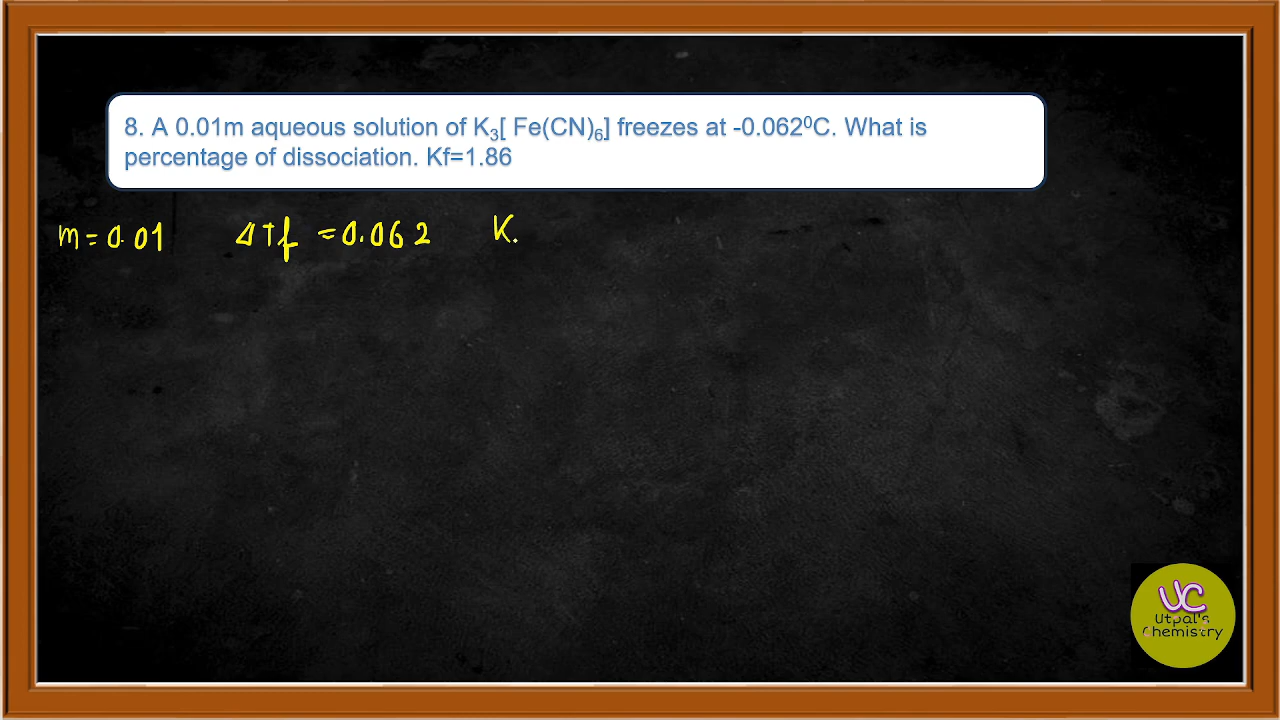 8. A 0.01m aqueous solution of K₃[ Fe(CN)₆] freezes at -0.062⁰C. What is
percentage of dissociation. Kf=1.86
m = 0.01 ΔTf = 0.062 K.
UC
Utpal's
Chemistry